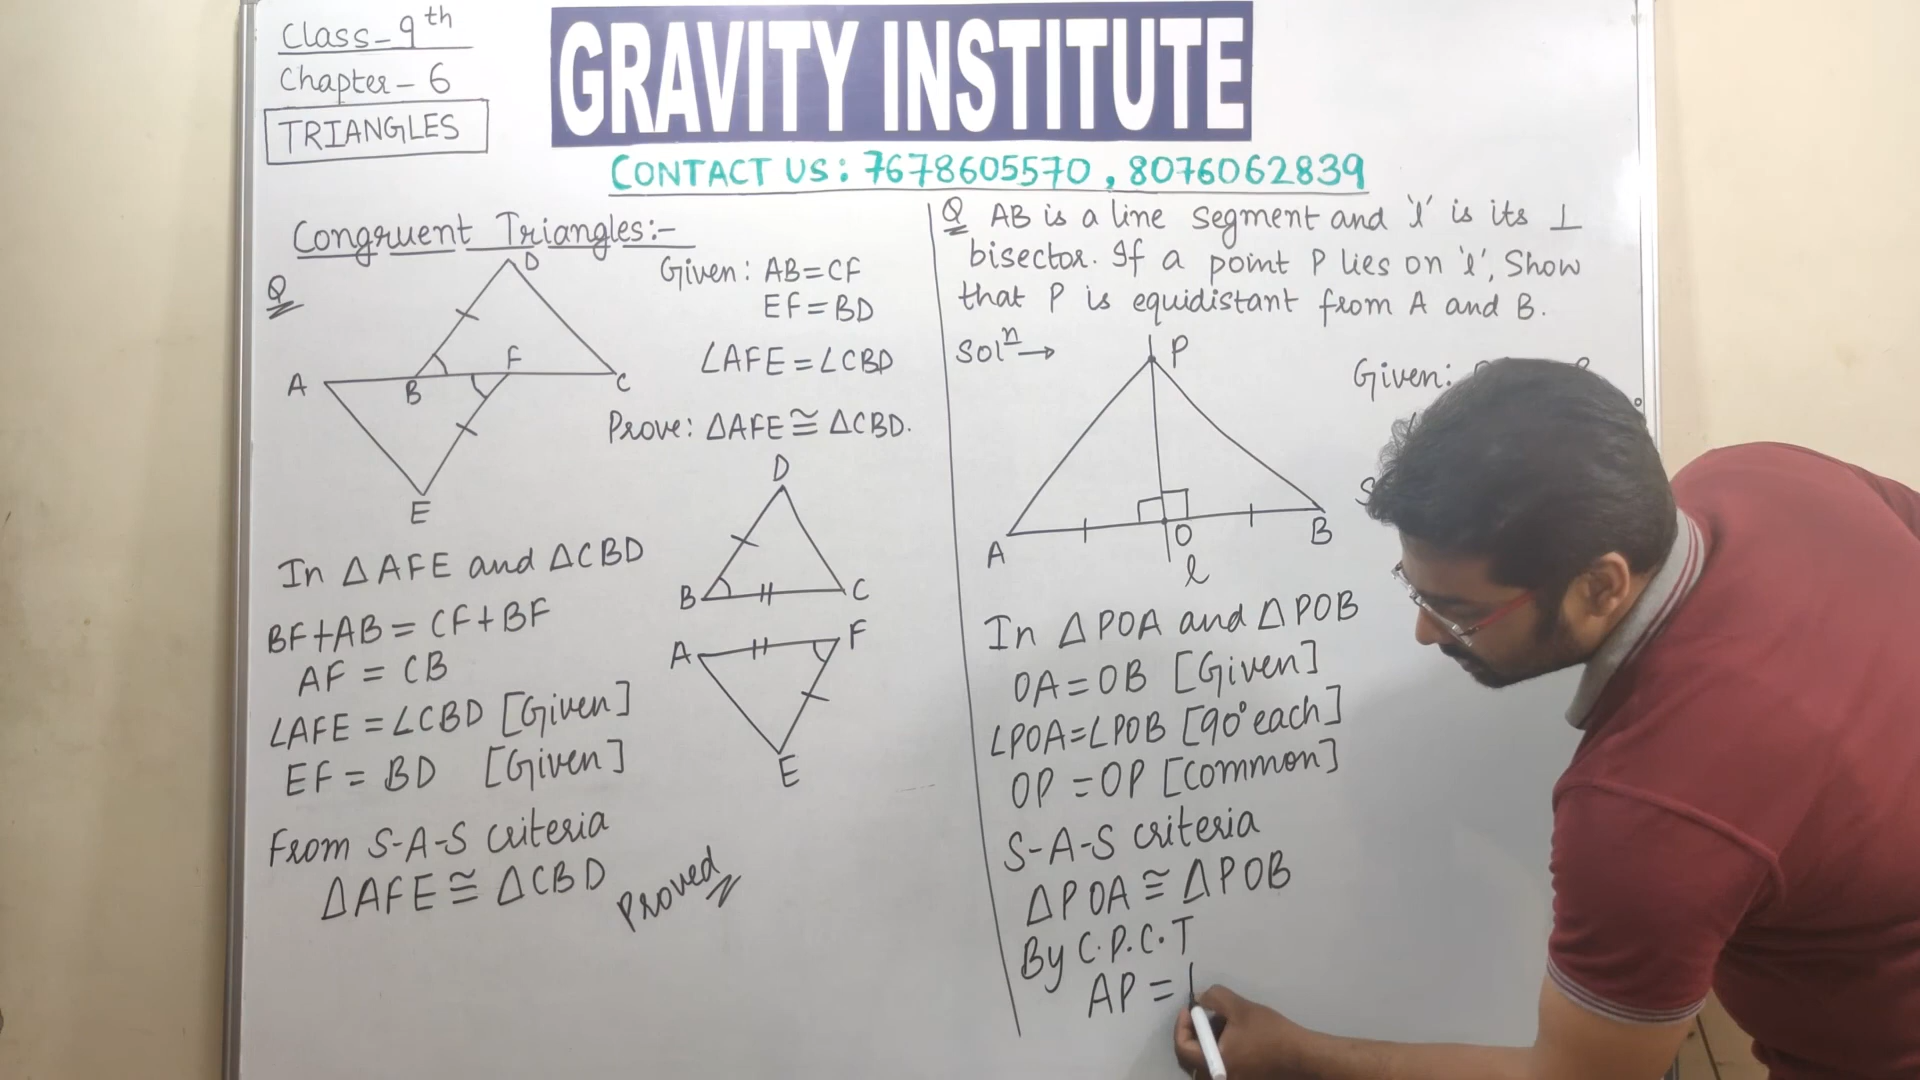 Class-9th
Chapter-6
TRIANGLES
GRAVITY INSTITUTE
CONTACT US: 7678605570, 8076062839
Congruent Triangles:-
Q
D
A
B
F
C
E
Given: AB=CF
EF=BD
∠AFE=∠CBD
Prove: ΔAFE≅ΔCBD.
D
B
C
A
F
E
In ΔAFE and ΔCBD
BF+AB=CF+BF
AF=CB
∠AFE=∠CBD [Given]
EF=BD [Given]
From S-A-S criteria
ΔAFE≅ΔCBD
Proved
Q AB is a line segment and 'l' is its ⊥
bisector. If a point P lies on 'l', Show
that P is equidistant from A and B.
Solⁿ→
P
A
O
B
l
Given:
In ΔPOA and ΔPOB
OA=OB [Given]
∠POA=∠POB [90° each]
OP=OP [Common]
S-A-S criteria
ΔPOA≅ΔPOB
By C.P.C.T
AP=